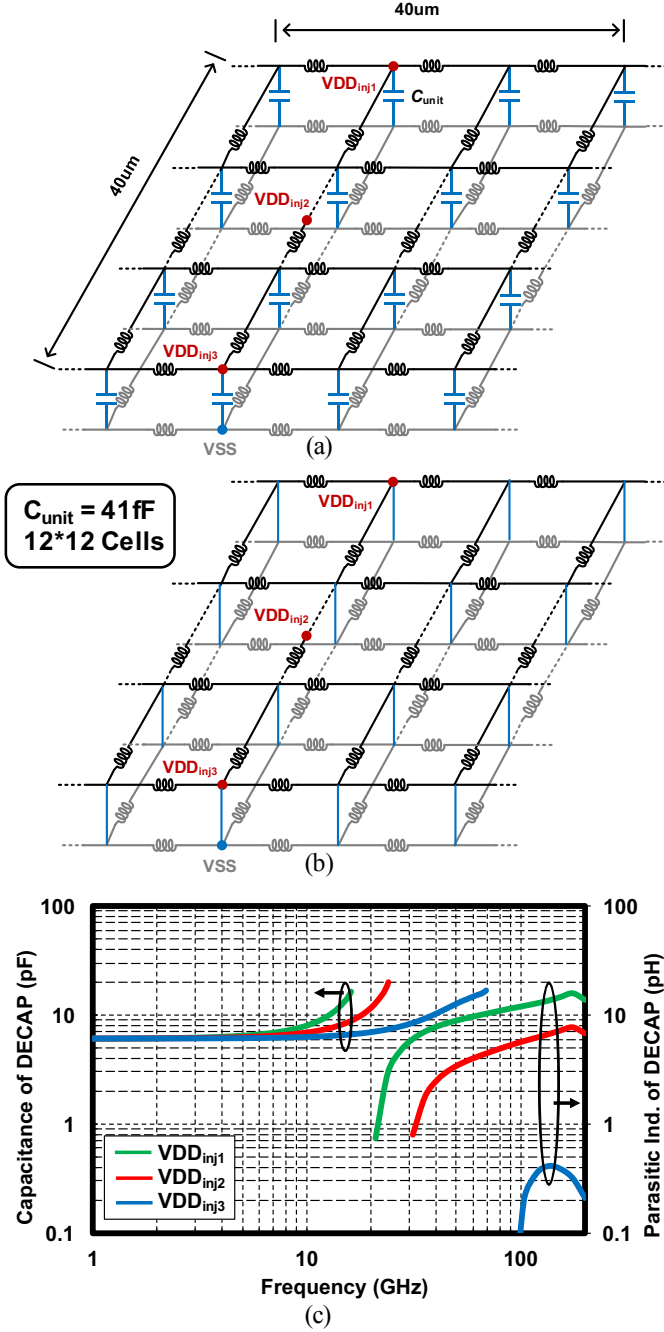 40um
VDDinj1
Cunit
40um
VDDinj2
VDDinj3
VSS
(a)
Cunit = 41fF
12*12 Cells
VDDinj1
VDDinj2
VDDinj3
VSS
(b)
100
10
1
0.1
Capacitance of DECAP (pF)
100
10
1
0.1
Parasitic Ind. of DECAP (pH)
VDDinj1
VDDinj2
VDDinj3
1
10
100
Frequency (GHz)
(c)